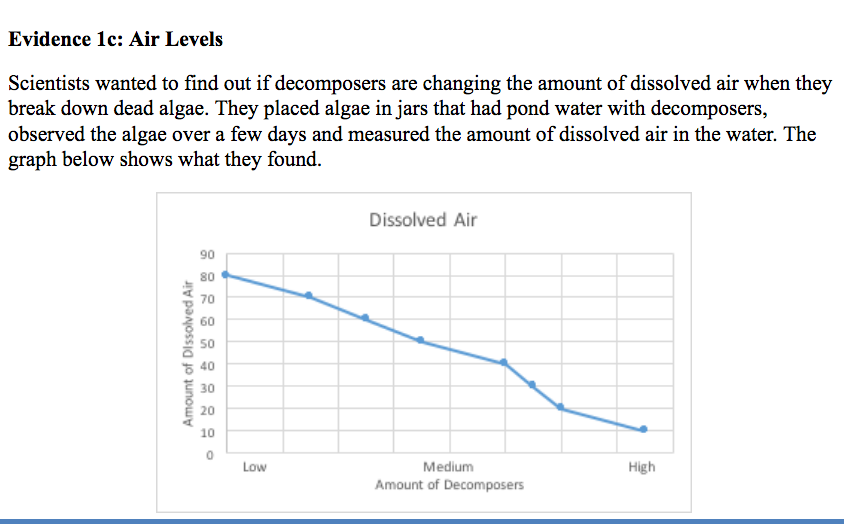 Evidence 1c: Air Levels
Scientists wanted to find out if decomposers are changing the amount of dissolved air when they
break down dead algae. They placed algae in jars that had pond water with decomposers,
observed the algae over a few days and measured the amount of dissolved air in the water. The
graph below shows what they found.
Dissolved Air
Amount of DIssolved Air
90
80
70
60
50
40
30
20
10
0
Low Medium High
Amount of Decomposers